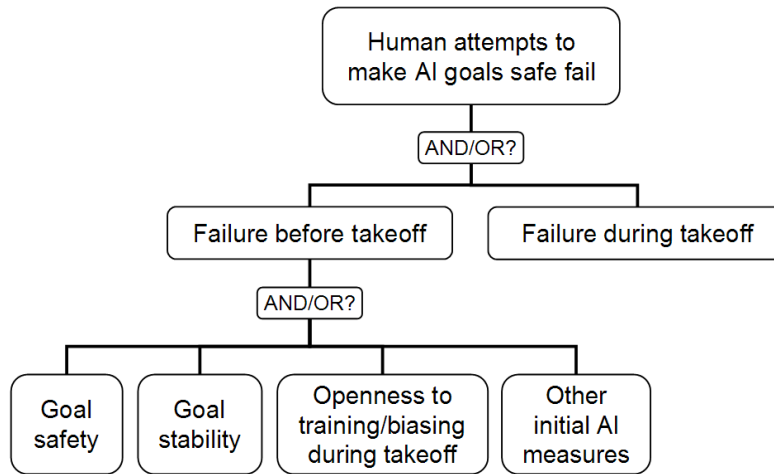 Human attempts to
make AI goals safe fail
AND/OR?
Failure before takeoff
Failure during takeoff
AND/OR?
Goal
safety
Goal
stability
Openness to
training/biasing
during takeoff
Other
initial AI
measures